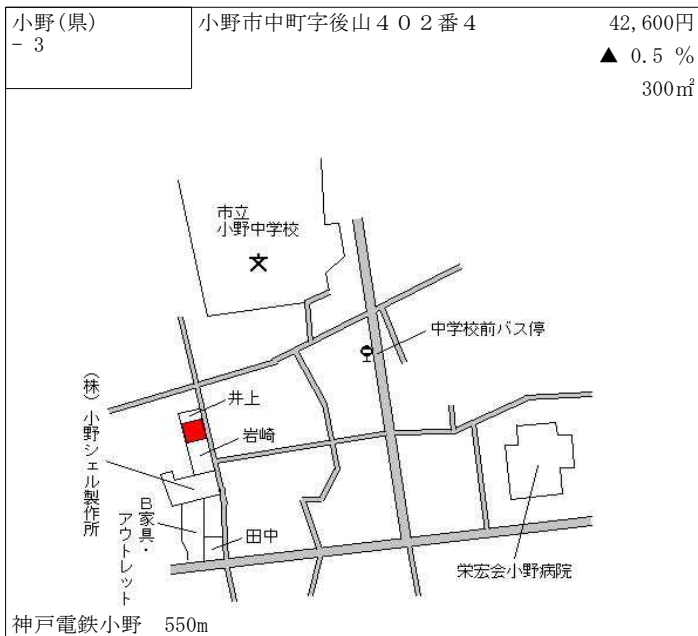 小野(県)
- 3
小野市中町字後山４０２番４
42,600円
▲ 0.5 %
300㎡
市立
小野中学校
中学校前バス停
井上
岩崎
(株)小野シェル製作所
B家具・
アウトレット
田中
栄宏会小野病院
神戸電鉄小野　550m